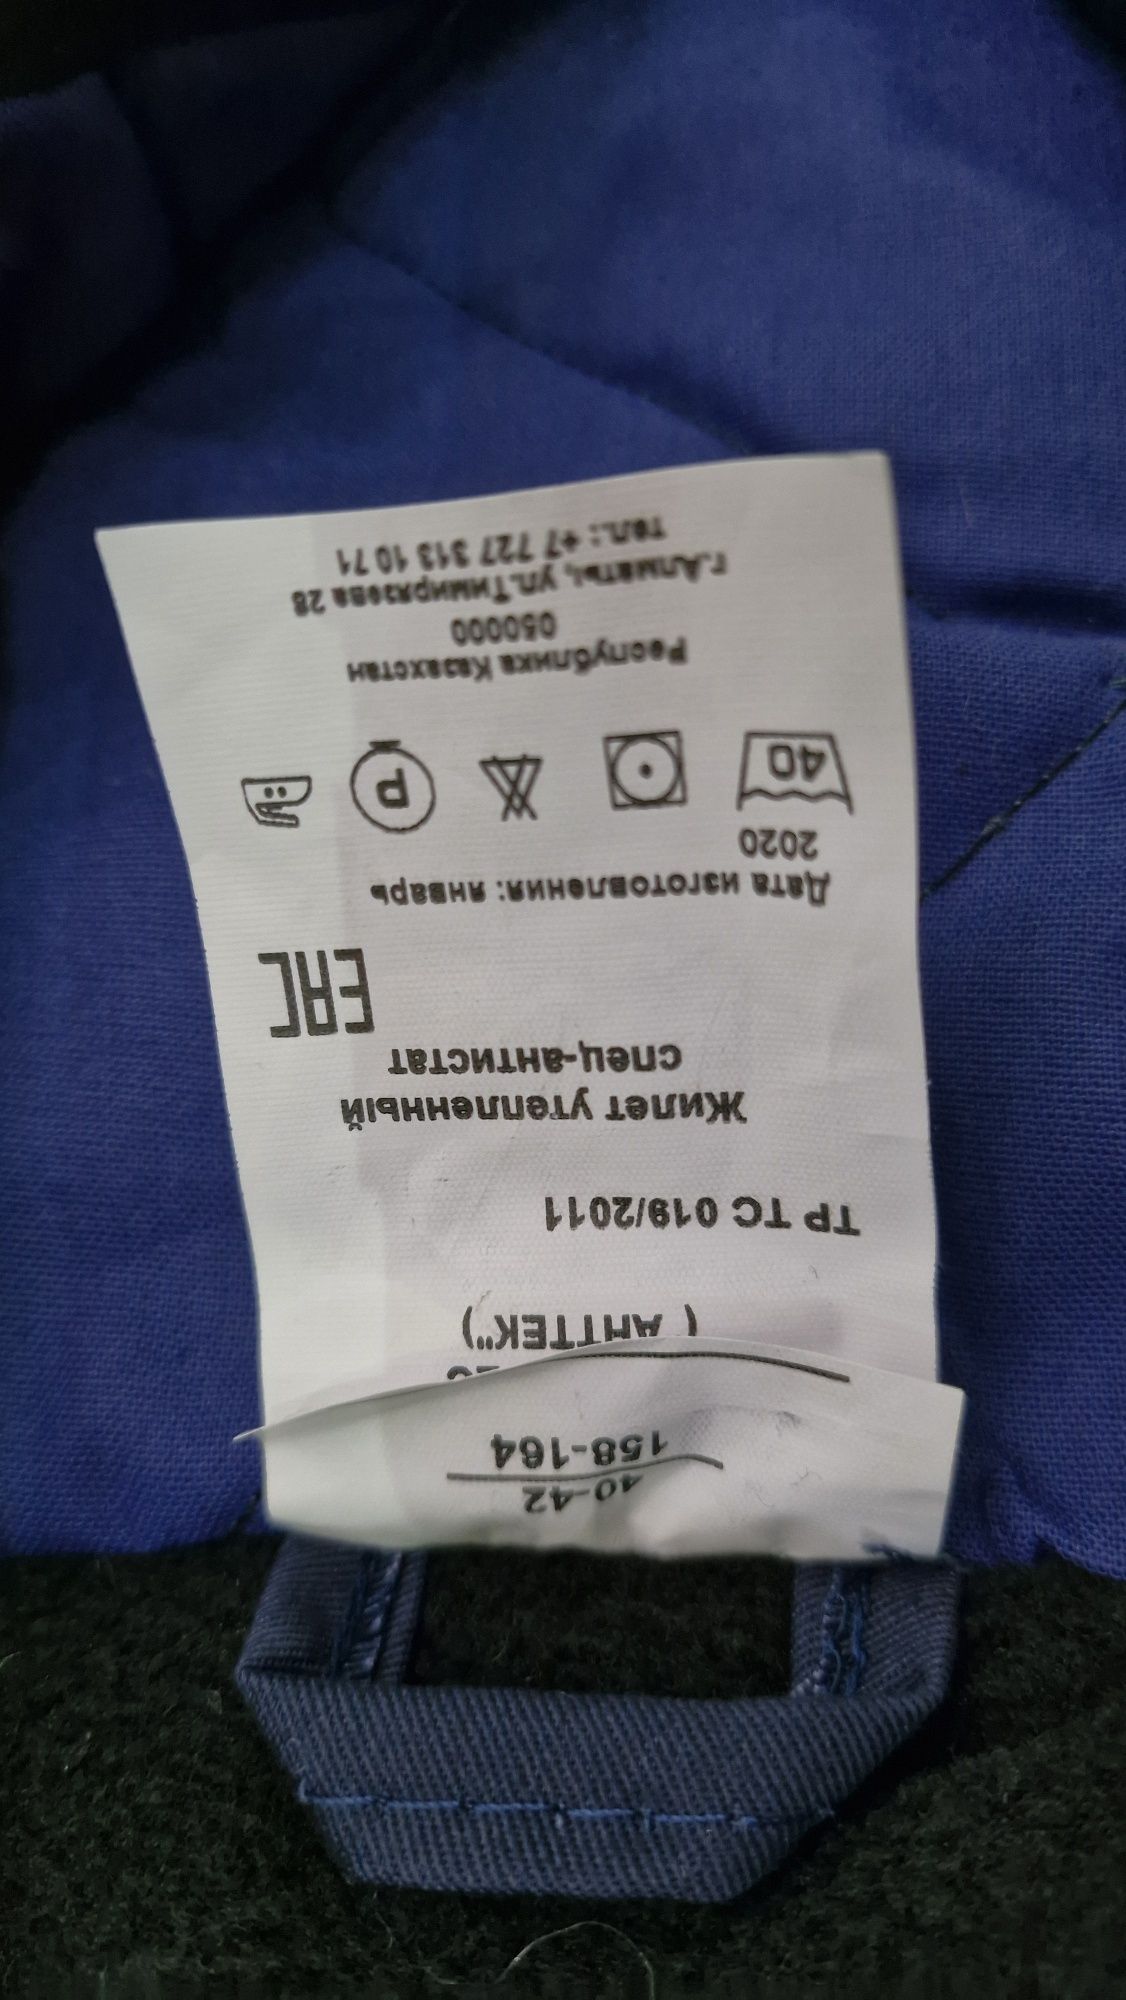 40-42
158-164
( АНТТЕК")
ТР ТС 019/2011
Жилет утепленный
спец-антистат
ЕАС
Дата изготовления: январь
2020
40
P
Республика Казахстан
050000
г.Алматы, ул.Тимирязева 28
тел.: +7 727 313 10 71